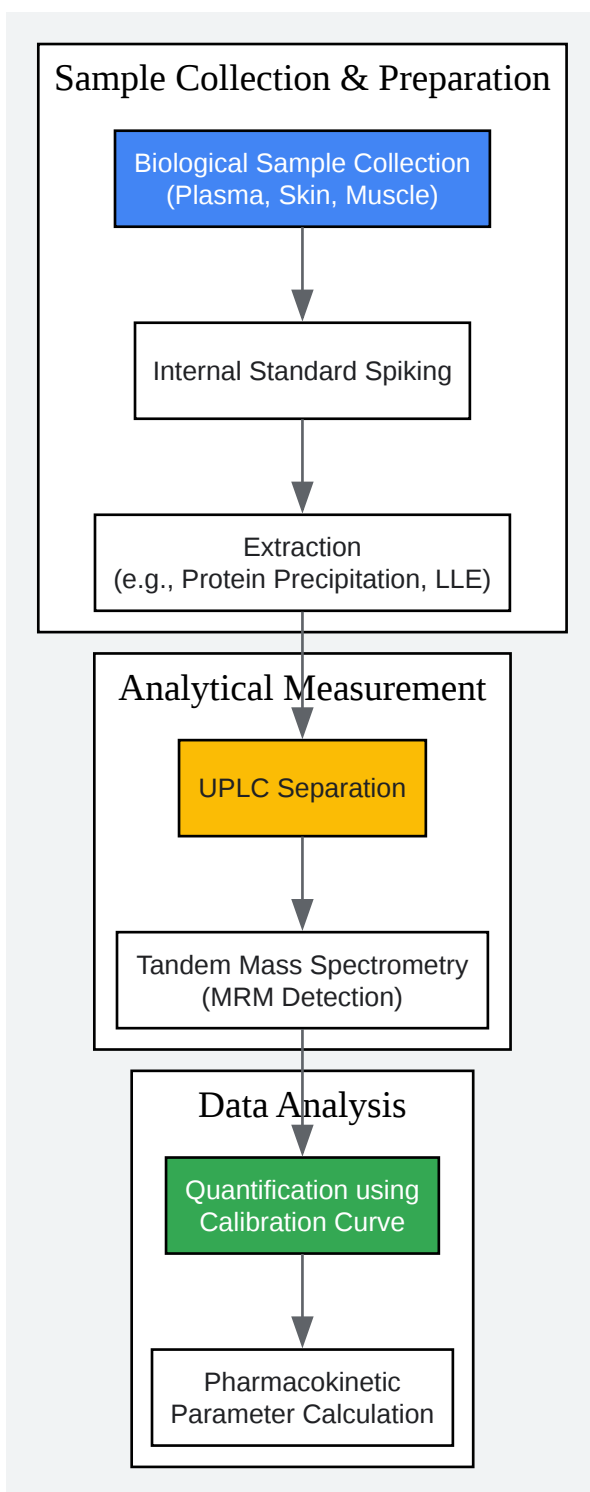 Sample Collection & Preparation
Biological Sample Collection
(Plasma, Skin, Muscle)
Internal Standard Spiking
Extraction
(e.g., Protein Precipitation, LLE)
Analytical Measurement
UPLC Separation
Tandem Mass Spectrometry
(MRM Detection)
Data Analysis
Quantification using
Calibration Curve
Pharmacokinetic
Parameter Calculation